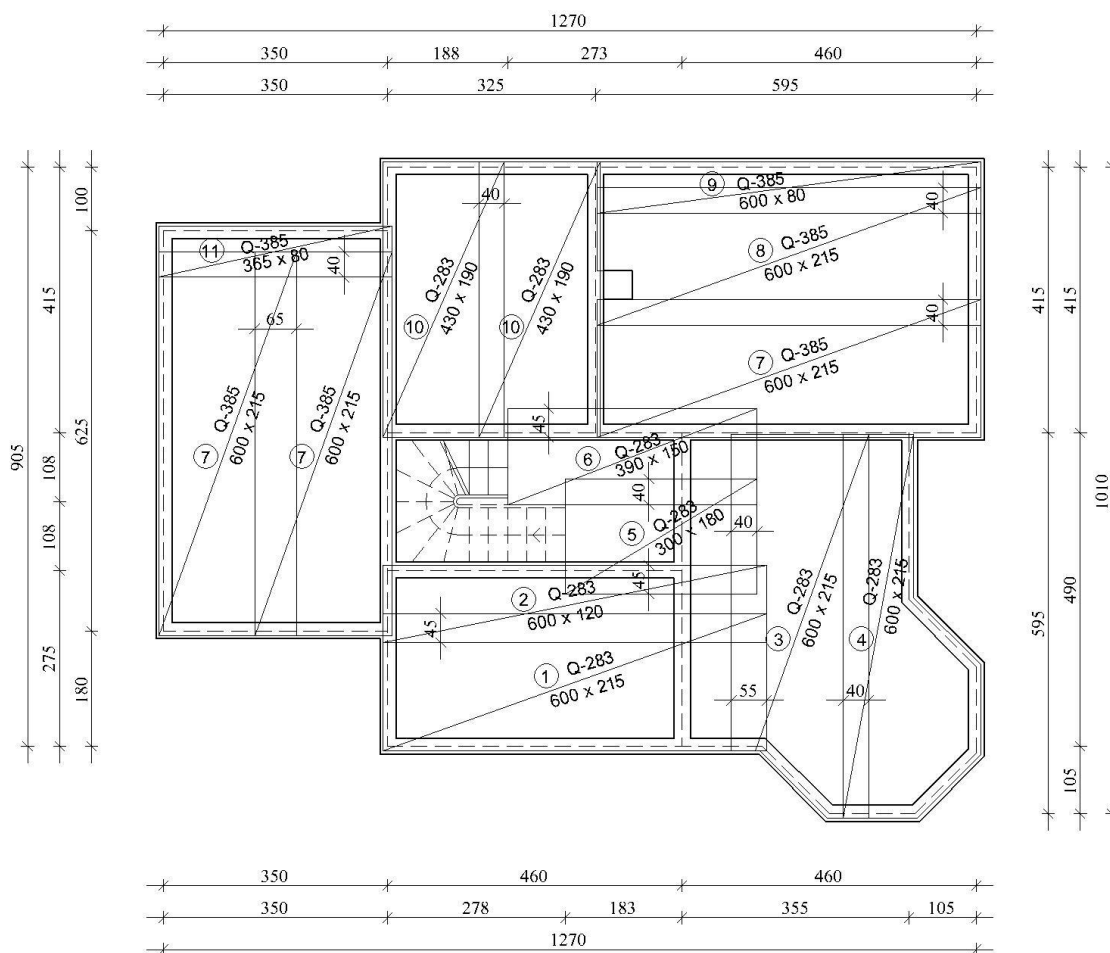 1270
350 188 273 460
350 325 595
905
415 108 108 275
100 625 180
11 Q-385
365 x 80
40
65
7 Q-385
600 x 215
7 Q-385
600 x 215
40
10 Q-283
430 x 190
10 Q-283
430 x 190
9 Q-385
600 x 80
40
8 Q-385
600 x 215
40
7 Q-385
600 x 215
45
6 Q-283
390 x 150
40
5 Q-283
300 x 180
40
45
2 Q-283
600 x 120
45
1 Q-283
600 x 215
3 Q-283
600 x 215
4 Q-283
600 x 215
55
40
415 595
415 490 105
1010
350 460 460
350 278 183 355 105
1270